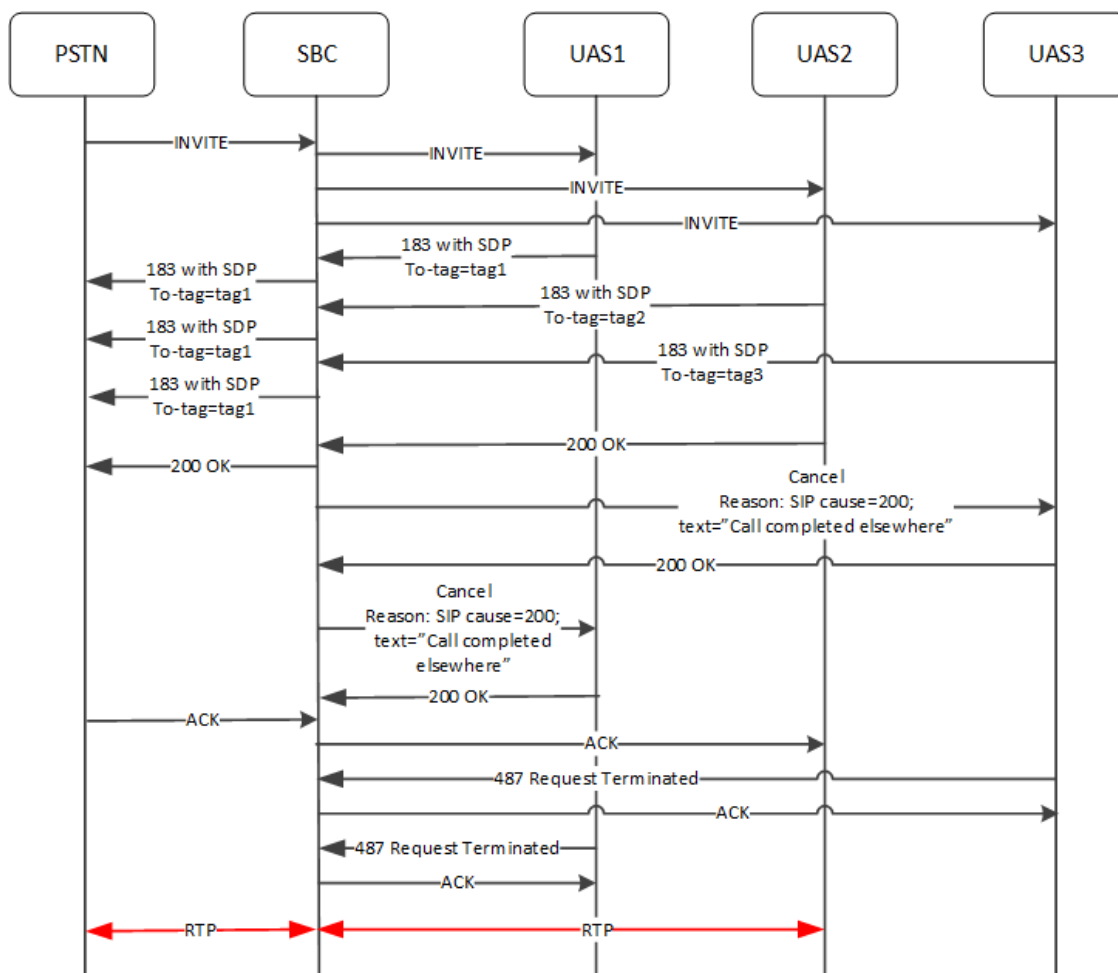 PSTN
SBC
UAS1
UAS2
UAS3
INVITE
INVITE
INVITE
INVITE
183 with SDP
To-tag=tag1
183 with SDP
To-tag=tag1
183 with SDP
To-tag=tag2
183 with SDP
To-tag=tag1
183 with SDP
To-tag=tag3
183 with SDP
To-tag=tag1
200 OK
200 OK
Cancel
Reason: SIP cause=200;
text=”Call completed elsewhere”
200 OK
Cancel
Reason: SIP cause=200;
text=”Call completed
elsewhere”
200 OK
ACK
ACK
487 Request Terminated
ACK
487 Request Terminated
ACK
RTP
RTP